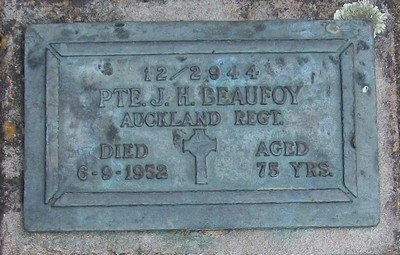 12/2944
PTE. J. H. BEAUFOY
AUCKLAND REGT.
DIED AGED
6-9-1952 75 YRS.